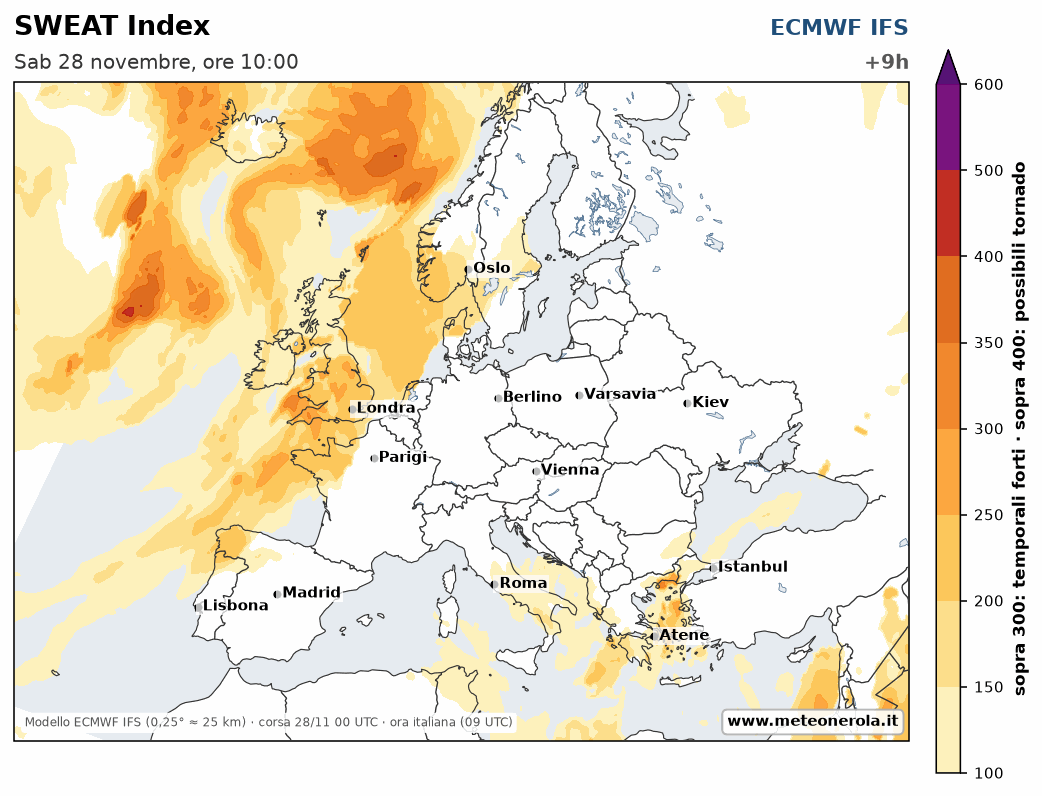 SWEAT Index
ECMWF IFS
Sab 28 novembre, ore 10:00
+9h
Oslo
Londra
Berlino
Varsavia
Kiev
Parigi
Vienna
Istanbul
Madrid
Roma
Lisbona
Atene
Modello ECMWF IFS (0,25° ≈ 25 km) · corsa 28/11 00 UTC · ora italiana (09 UTC)
www.meteonerola.it
600
500
400
350
300
250
200
150
100
sopra 300: temporali forti · sopra 400: possibili tornado